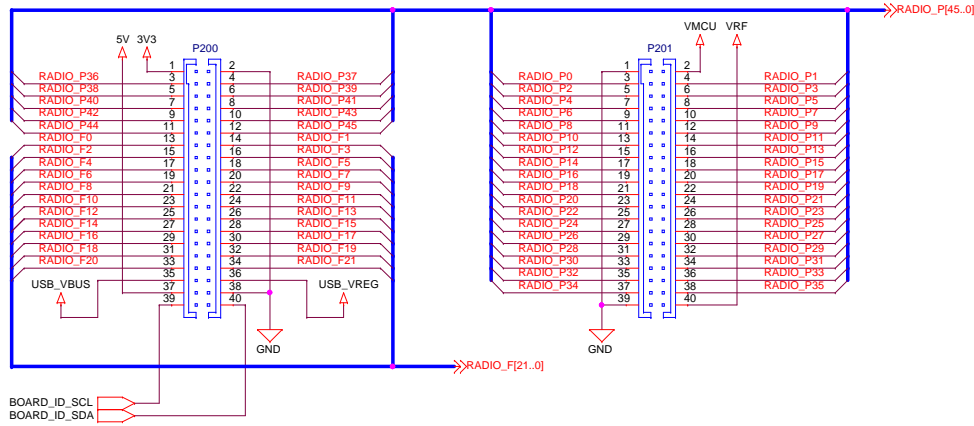 RADIO_P[45..0]
5V 3V3 VMCU VRF
P200 P201
1 2 1 2
RADIO_P36 3 4 RADIO_P37 RADIO_P0 3 4 RADIO_P1
RADIO_P38 5 6 RADIO_P39 RADIO_P2 5 6 RADIO_P3
RADIO_P40 7 8 RADIO_P41 RADIO_P4 7 8 RADIO_P5
RADIO_P42 9 10 RADIO_P43 RADIO_P6 9 10 RADIO_P7
RADIO_P44 11 12 RADIO_P45 RADIO_P8 11 12 RADIO_P9
RADIO_F0 13 14 RADIO_F1 RADIO_P10 13 14 RADIO_P11
RADIO_F2 15 16 RADIO_F3 RADIO_P12 15 16 RADIO_P13
RADIO_F4 17 18 RADIO_F5 RADIO_P14 17 18 RADIO_P15
RADIO_F6 19 20 RADIO_F7 RADIO_P16 19 20 RADIO_P17
RADIO_F8 21 22 RADIO_F9 RADIO_P18 21 22 RADIO_P19
RADIO_F10 23 24 RADIO_F11 RADIO_P20 23 24 RADIO_P21
RADIO_F12 25 26 RADIO_F13 RADIO_P22 25 26 RADIO_P23
RADIO_F14 27 28 RADIO_F15 RADIO_P24 27 28 RADIO_P25
RADIO_F16 29 30 RADIO_F17 RADIO_P26 29 30 RADIO_P27
RADIO_F18 31 32 RADIO_F19 RADIO_P28 31 32 RADIO_P29
RADIO_F20 33 34 RADIO_F21 RADIO_P30 33 34 RADIO_P31
35 36 RADIO_P32 35 36 RADIO_P33
USB_VBUS 37 38 USB_VREG RADIO_P34 37 38 RADIO_P35
39 40 39 40
GND GND
RADIO_F[21..0]
BOARD_ID_SCL
BOARD_ID_SDA